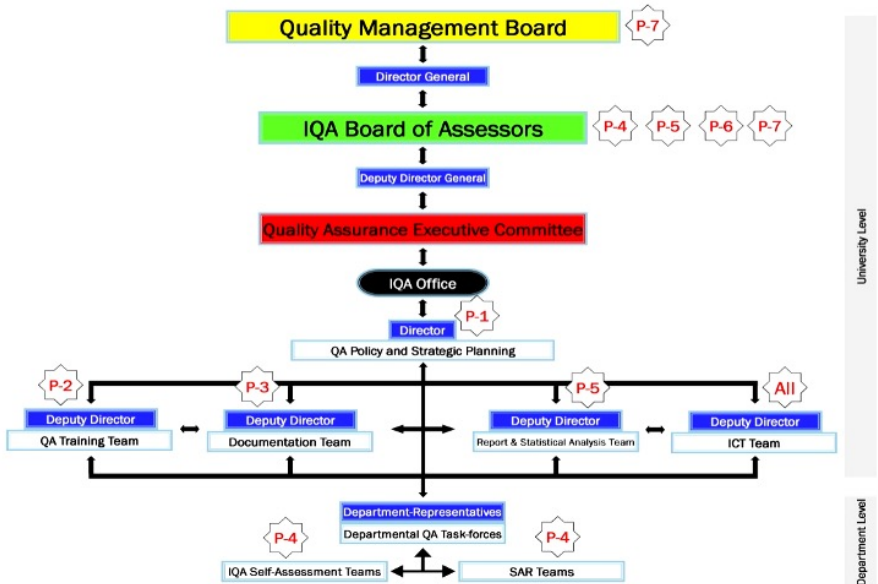 Quality Management Board
P-7
Director General
IQA Board of Assessors
P-4
P-5
P-6
P-7
Deputy Director General
Quality Assurance Executive Committee
IQA Office
P-1
Director
QA Policy and Strategic Planning
P-2
P-3
P-5
All
Deputy Director
QA Training Team
Deputy Director
Documentation Team
Deputy Director
Report & Statistical Analysis Team
Deputy Director
ICT Team
University Level
Department-Representatives
Departmental QA Task-forces
P-4
P-4
IQA Self-Assessment Teams
SAR Teams
Department Level